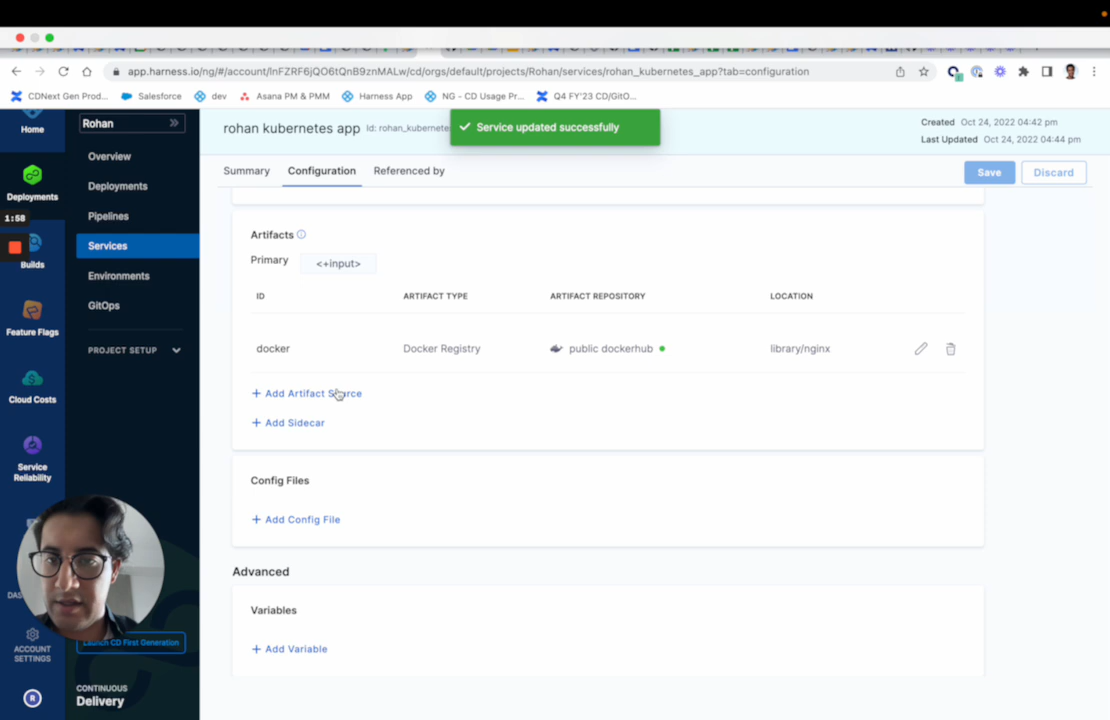 app.harness.io/ng/#/account/lnFZRF6jQO6tQnB9znMALw/cd/orgs/default/projects/Rohan/services/rohan_kubernetes_app?tab=configuration
CDNext Gen Prod...
Salesforce
dev
Asana PM & PMM
Harness App
NG - CD Usage Pr...
Q4 FY'23 CD/GitO...
Home
Deployments
1:58
Builds
Feature Flags
Cloud Costs
Service
Reliability
ACCOUNT
SETTINGS
R
Rohan
Overview
Deployments
Pipelines
Services
Environments
GitOps
PROJECT SETUP
Launch CD First Generation
CONTINUOUS
Delivery
rohan kubernetes app Id: rohan_kubernete
Service updated successfully
Created Oct 24, 2022 04:42 pm
Last Updated Oct 24, 2022 04:44 pm
Summary
Configuration
Referenced by
Save
Discard
Artifacts
Primary <+input>
ID ARTIFACT TYPE ARTIFACT REPOSITORY LOCATION
docker Docker Registry public dockerhub library/nginx
+ Add Artifact Source
+ Add Sidecar
Config Files
+ Add Config File
Advanced
Variables
+ Add Variable